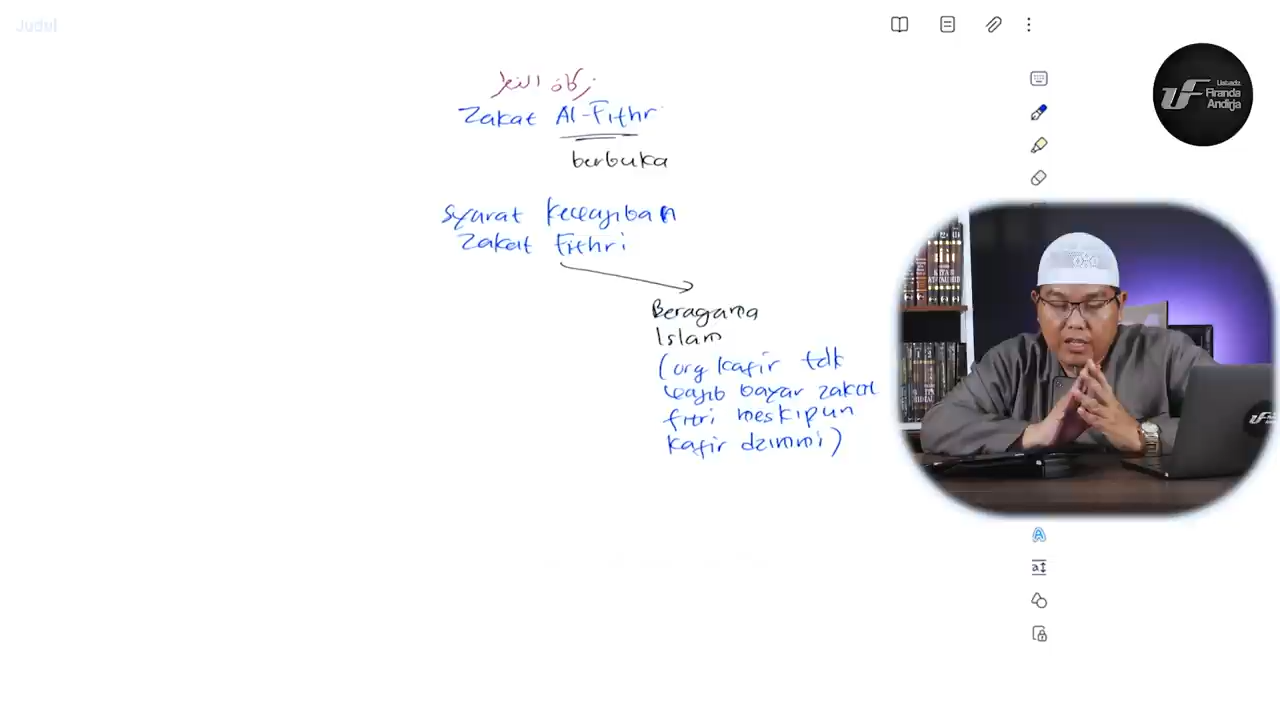 Judul
زكاة الفطر
Zakat Al-Fithr
berbuka
Syarat kewajiban
Zakat Fithri
Beragama
Islam
(org kafir tdk
wajib bayar zakat
fitri meskipun
kafir dzimmi)
Ustadz
Firanda
Andirja